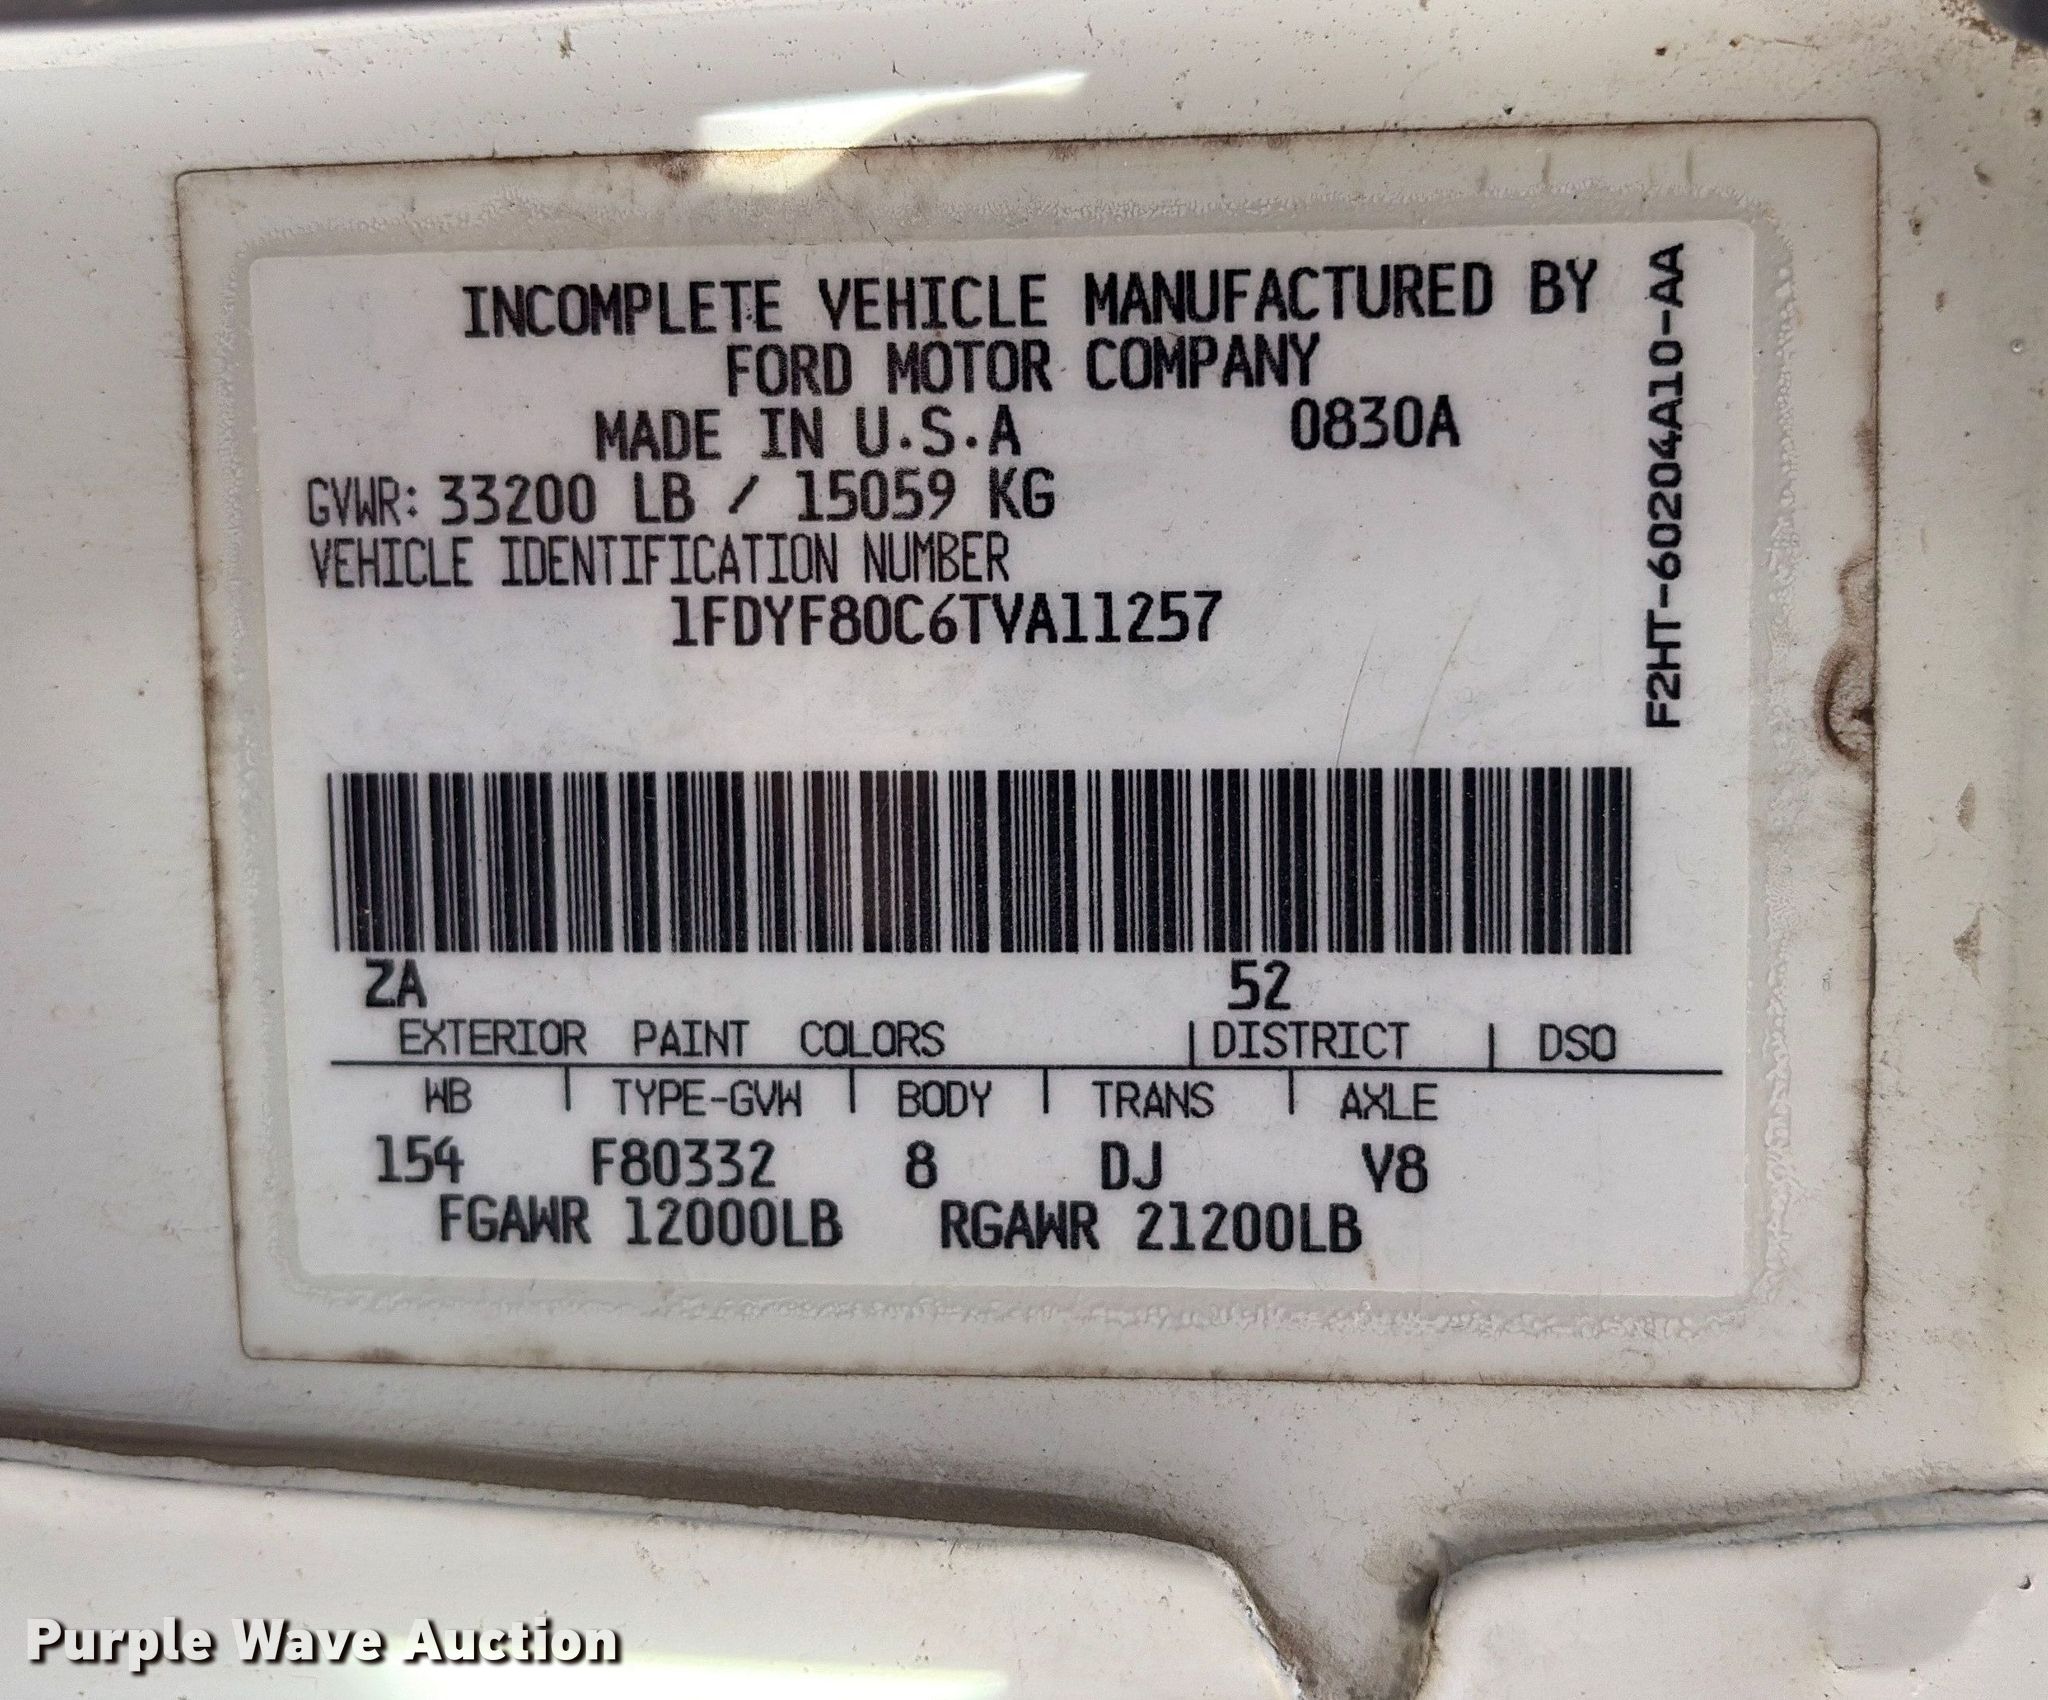 INCOMPLETE VEHICLE MANUFACTURED BY
FORD MOTOR COMPANY
MADE IN U.S.A 0830A
GVWR: 33200 LB / 15059 KG
VEHICLE IDENTIFICATION NUMBER
1FDYF80C6TVA11257
F2HT-60204A10-AA
ZA 52
EXTERIOR PAINT COLORS | DISTRICT | DSO
WB | TYPE-GVW | BODY | TRANS | AXLE
154 F80332 8 DJ V8
FGAWR 12000LB RGAWR 21200LB
Purple Wave Auction